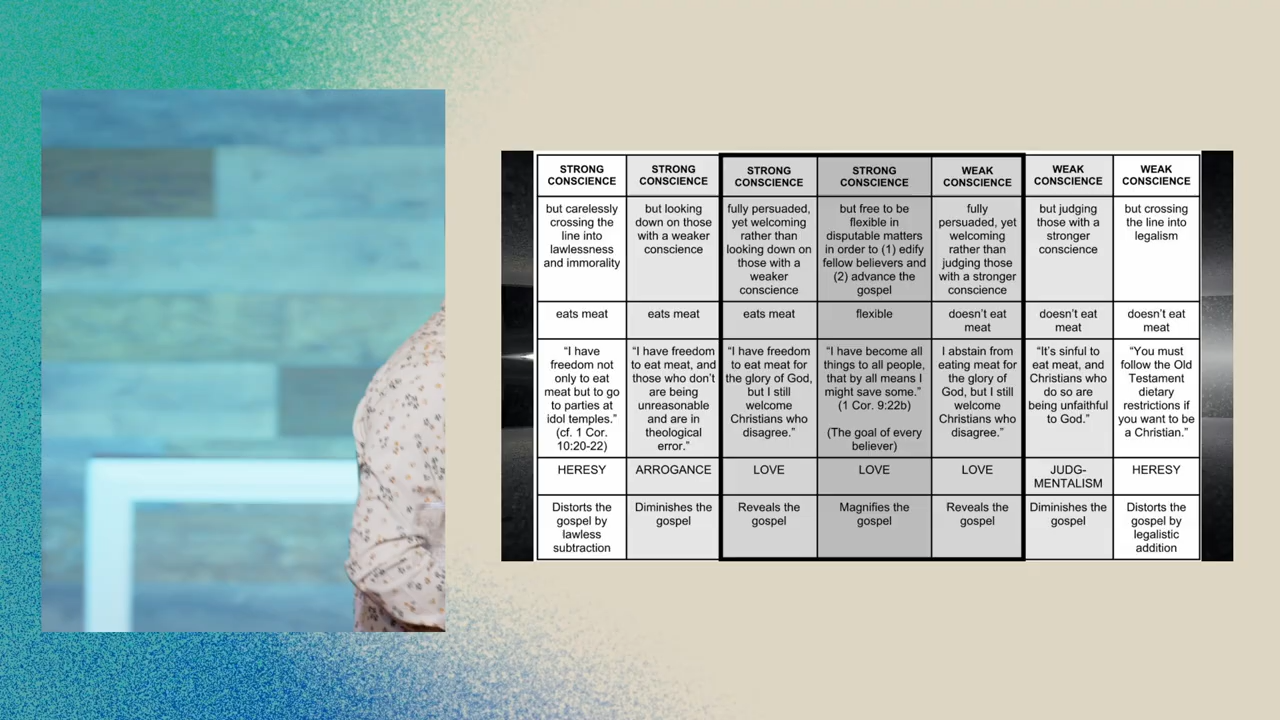 STRONG
CONSCIENCE
STRONG
CONSCIENCE
STRONG
CONSCIENCE
STRONG
CONSCIENCE
WEAK
CONSCIENCE
WEAK
CONSCIENCE
WEAK
CONSCIENCE
but carelessly
crossing the
line into
lawlessness
and immorality
but looking
down on those
with a weaker
conscience
fully persuaded,
yet welcoming
rather than
looking down on
those with a
weaker
conscience
but free to be
flexible in
disputable matters
in order to (1) edify
fellow believers and
(2) advance the
gospel
fully
persuaded, yet
welcoming
rather than
judging those
with a stronger
conscience
but judging
those with a
stronger
conscience
but crossing
the line into
legalism
eats meat
eats meat
eats meat
flexible
doesn’t eat
meat
doesn’t eat
meat
doesn’t eat
meat
“I have
freedom not
only to eat
meat but to go
to parties at
idol temples.”
(cf. 1 Cor.
10:20-22)
“I have freedom
to eat meat, and
those who don’t
are being
unreasonable
and are in
theological
error.”
“I have freedom
to eat meat for
the glory of God,
but I still
welcome
Christians who
disagree.”
“I have become all
things to all people,
that by all means I
might save some.”
(1 Cor. 9:22b)
(The goal of every
believer)
I abstain from
eating meat for
the glory of
God, but I still
welcome
Christians who
disagree.”
“It’s sinful to
eat meat, and
Christians who
do so are
being unfaithful
to God.”
“You must
follow the Old
Testament
dietary
restrictions if
you want to be
a Christian.”
HERESY
ARROGANCE
LOVE
LOVE
LOVE
JUDG-
MENTALISM
HERESY
Distorts the
gospel by
lawless
subtraction
Diminishes the
gospel
Reveals the
gospel
Magnifies the
gospel
Reveals the
gospel
Diminishes the
gospel
Distorts the
gospel by
legalistic
addition